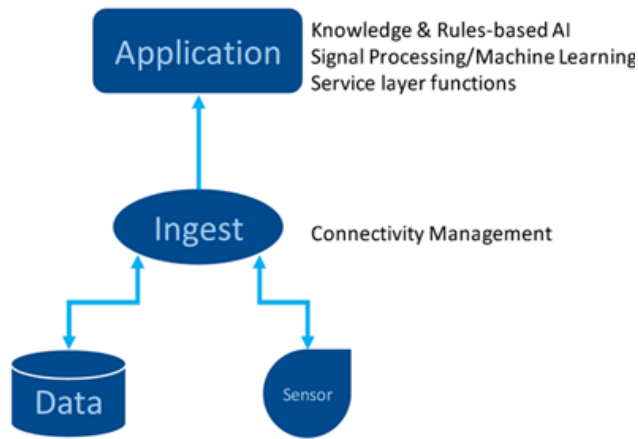 Application
Knowledge & Rules-based AI
Signal Processing/Machine Learning
Service layer functions
Ingest
Connectivity Management
Data
Sensor